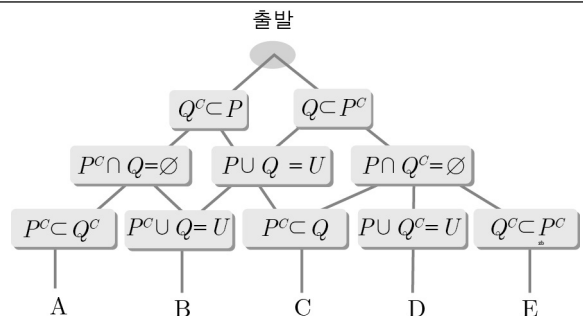 출발
Q^C⊂P Q⊂P^C
P^C∩Q=∅ P∪Q=U P∩Q^C=∅
P^C⊂Q^C P^C∪Q=U P^C⊂Q P∪Q^C=U Q^C⊂P^C
A B C D E